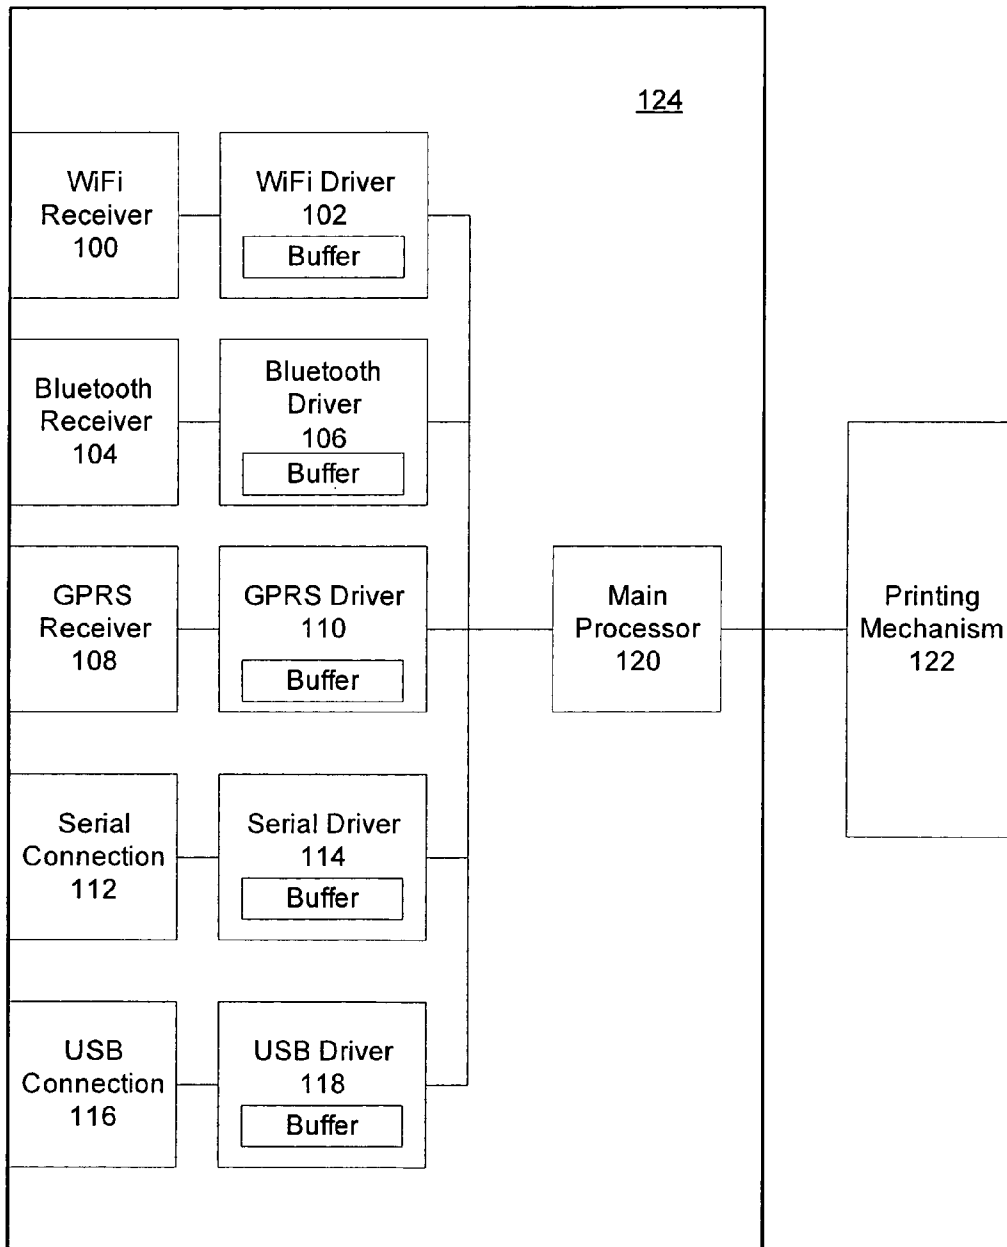 124
WiFi
Receiver
100
WiFi Driver
102
Buffer
Bluetooth
Receiver
104
Bluetooth
Driver
106
Buffer
GPRS
Receiver
108
GPRS Driver
110
Buffer
Main
Processor
120
Printing
Mechanism
122
Serial
Connection
112
Serial Driver
114
Buffer
USB
Connection
116
USB Driver
118
Buffer